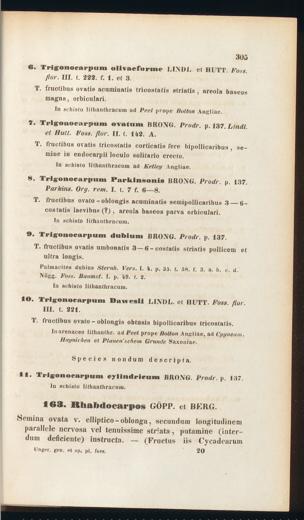 305
6. Trigonocarpum olivaeforme LINDL. et HUTT. Foss.
flor. III. t. 222. f. 1. et 3.
T. fructibus ovatis acuminatis tricostatis striatis, areola baseos
magna, orbiculari.
In schisto lithanthracum ad Peel prope Bolton Angliae.
7. Trigonocarpum ovatum BRONG. Prodr. p. 137. Lindl.
et Hutt. Foss. flor. II. t. 142. A.
T. fructibus ovatis tricostatis corticatis fere bipollicaribus, se-
mine in endocarpii loculo solitario erecto.
In schisto lithanthracum ad Ketley Angliae.
8. Trigonocarpum Parkinsonis BRONG. Prodr. p. 137.
Parkins. Org. rem. I. t. 7 f. 6—8.
T. fructibus ovato-oblongis acuminatis semipollicaribus 3—6-
costatis laevibus (?), areola baseos parva orbiculari.
In schisto lithanthracum.
9. Trigonocarpum dubium BRONG. Prodr. p. 137.
T. fructibus ovatis umbonatis 3—6-costatis striatis pollicem et
ultra longis.
Palmacites dubius Sternb. Vers. I. 4. p. 35. t. 58. f. 3. a. b. c. d.
Nögg. Foss. Baumst. I. p. 49. t. 2.
In schisto lithanthracum.
10. Trigonocarpum Dawesii LINDL. et HUTT. Foss. flor.
III. t. 221.
T. fructibus ovato-oblongis obtusis bipollicaribus tricostatis.
In arenaceo lithanthr. ad Peel prope Bolton Angliae, ad Cygneam,
Haynichen et Plauen'schem Grunde Saxoniae.
Species nondum descripta.
11. Trigonocarpum cylindricum BRONG. Prodr. p. 137.
In schisto lithanthracum.
163. Rhabdocarpos GÖPP. et BERG.
Semina ovata v. elliptico-oblonga, secundum longitudinem
parallele nervosa vel tenuissime striata, putamine (inter-
dum deficiente) instructa. — (Fructus iis Cycadearum
Unger. gen. et sp. pl. foss. 20